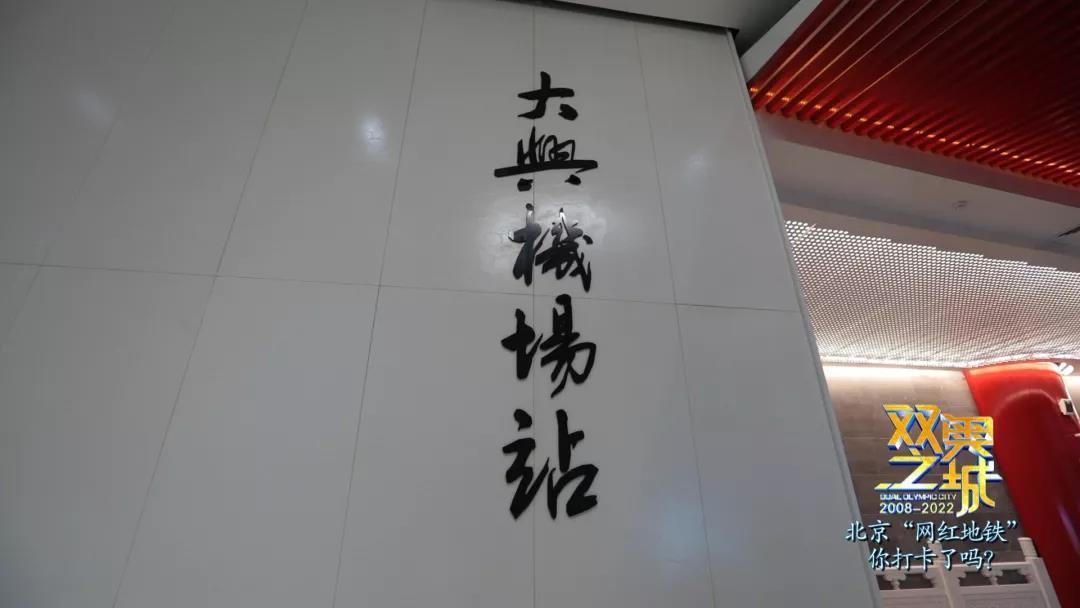 大興機場站
双奥之城
DUAL OLYMPIC CITY
2008-2022
北京“网红地铁”
你打卡了吗?